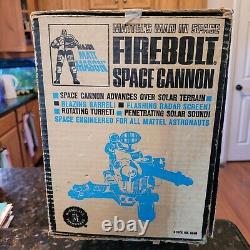 MATTEL'S MAN IN SPACE
MAJOR
MATT
MASON
FIREBOLT
SPACE CANNON
■ SPACE CANNON ADVANCES OVER SOLAR TERRAIN
■ BLAZING BARREL! ■ FLASHING RADAR SCREEN!
■ ROTATING TURRET! ■ PENETRATING SOLAR SOUND!
SPACE ENGINEERED FOR ALL MATTEL ASTRONAUTS